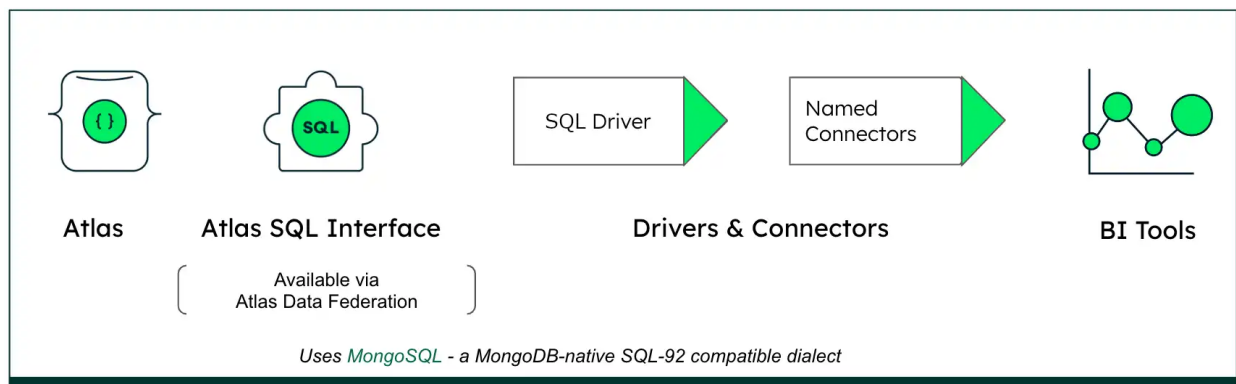 { }
SQL
SQL Driver
Named
Connectors
Atlas
Atlas SQL Interface
Drivers & Connectors
BI Tools
Available via
Atlas Data Federation
Uses MongoSQL - a MongoDB-native SQL-92 compatible dialect